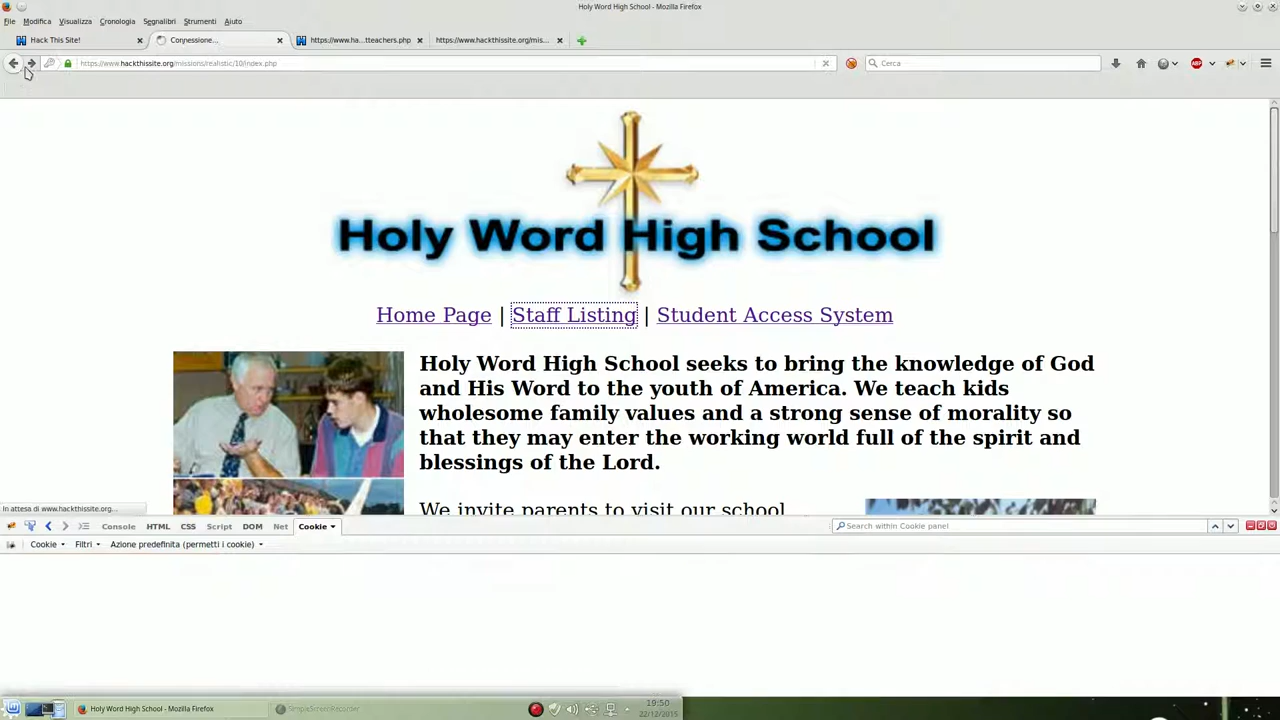 Holy Word High School - Mozilla Firefox
File Modifica Visualizza Cronologia Segnalibri Strumenti Aiuto
Hack This Site! × Connessione... × https://www.ha...tteachers.php × https://www.hackthissite.org/mis... ×
https://www.hackthissite.org/missions/realistic/10/index.php Cerca ABP
Holy Word High School
Home Page | Staff Listing | Student Access System
Holy Word High School seeks to bring the knowledge of God
and His Word to the youth of America. We teach kids
wholesome family values and a strong sense of morality so
that they may enter the working world full of the spirit and
blessings of the Lord.
We invite parents to visit our school
In attesa di www.hackthissite.org...
Console HTML CSS Script DOM Net Cookie Search within Cookie panel
Cookie Filtri Azione predefinita (permetti i cookie)
Holy Word High School - Mozilla Firefox SimpleScreenRecorder 19:50
22/12/2015